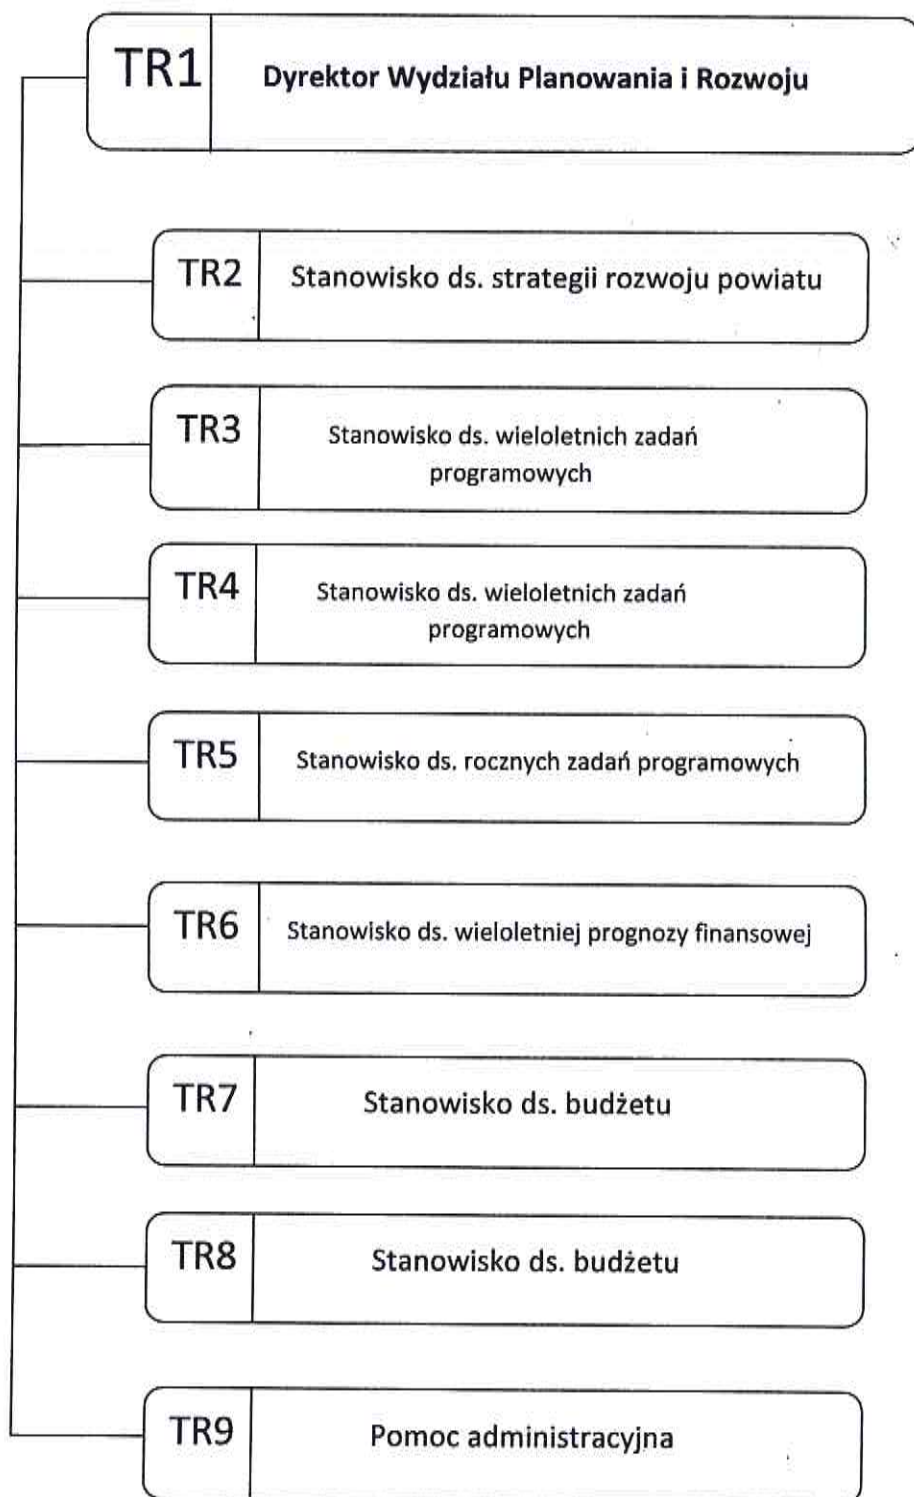 TR1 Dyrektor Wydziału Planowania i Rozwoju
TR2 Stanowisko ds. strategii rozwoju powiatu
TR3 Stanowisko ds. wieloletnich zadań
programowych
TR4 Stanowisko ds. wieloletnich zadań
programowych
TR5 Stanowisko ds. rocznych zadań programowych
TR6 Stanowisko ds. wieloletniej prognozy finansowej
TR7 Stanowisko ds. budżetu
TR8 Stanowisko ds. budżetu
TR9 Pomoc administracyjna